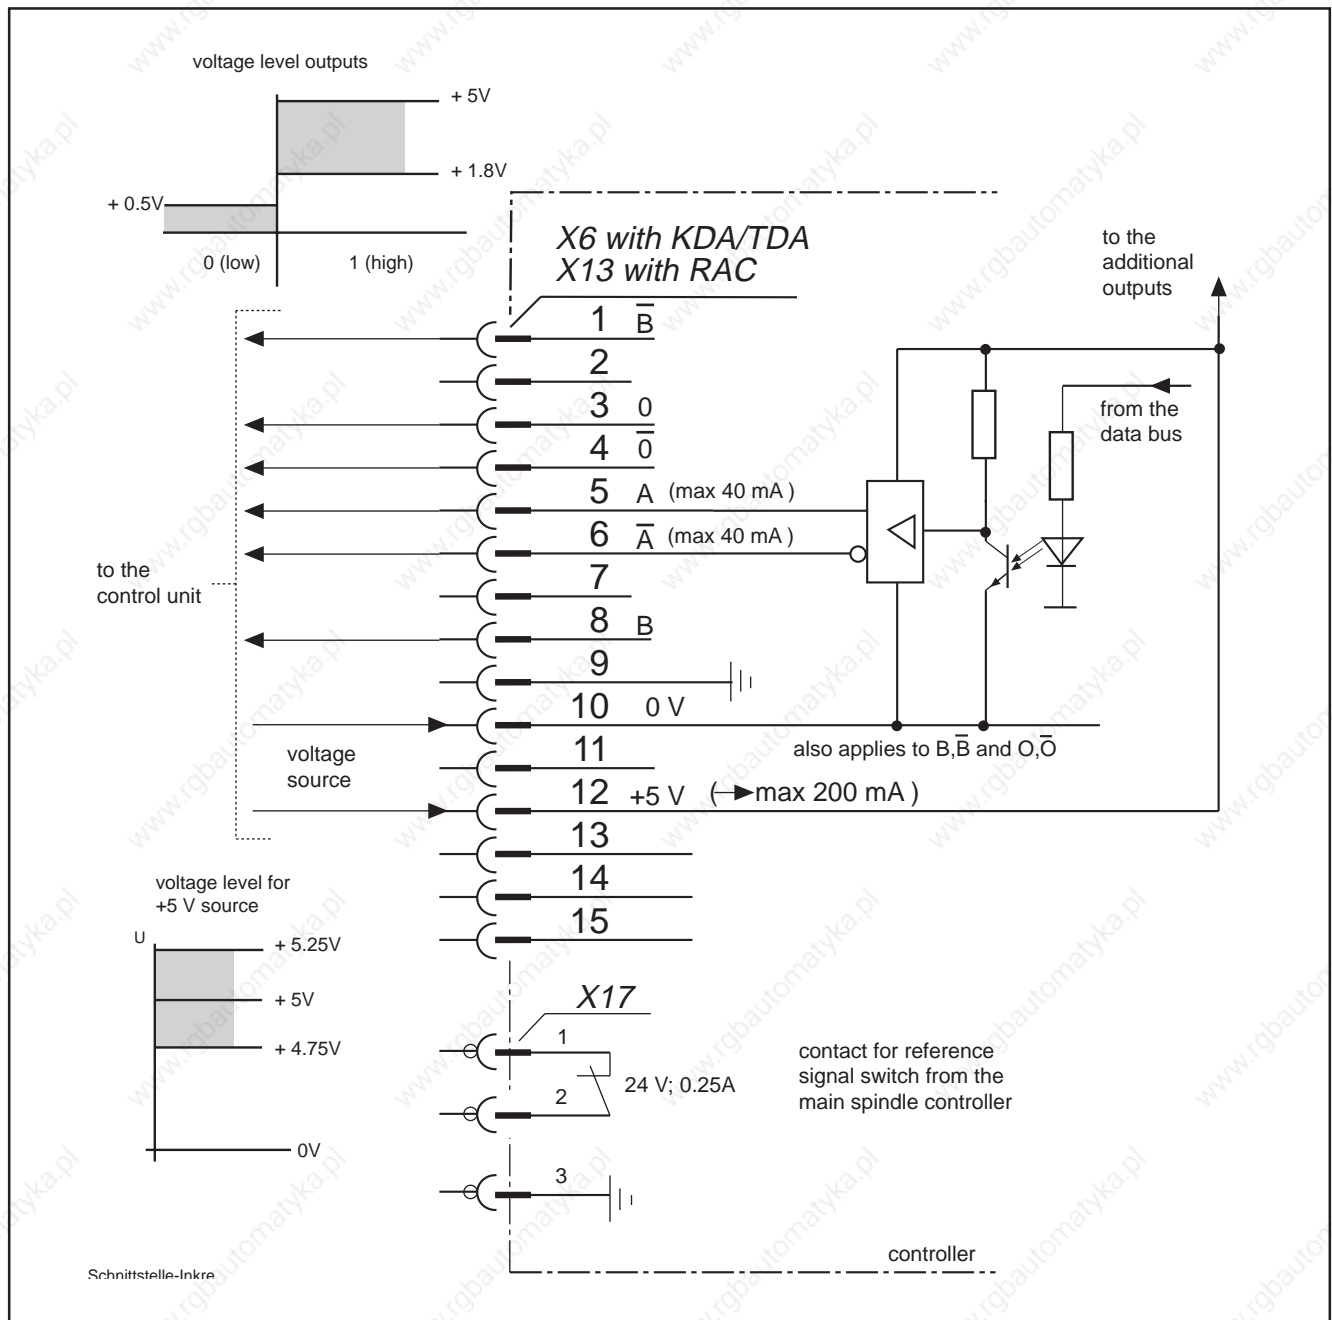 voltage level outputs
+ 5V
+ 1.8V
+ 0.5V
0 (low)
1 (high)
X6 with KDA/TDA
X13 with RAC
to the
additional
outputs
1 B̅
2
3 0
4 0̅
5 A (max 40 mA )
6 A̅ (max 40 mA )
7
8 B
9
10 0 V
11
12 +5 V ( max 200 mA )
13
14
15
from the
data bus
to the
control unit
voltage
source
also applies to B,B̅ and O,O̅
voltage level for
+5 V source
U
+ 5.25V
+ 5V
+ 4.75V
0V
X17
1
2
24 V; 0.25A
3
contact for reference
signal switch from the
main spindle controller
controller
Schnittstelle-Inkre
www.rgbautomatyka.pl